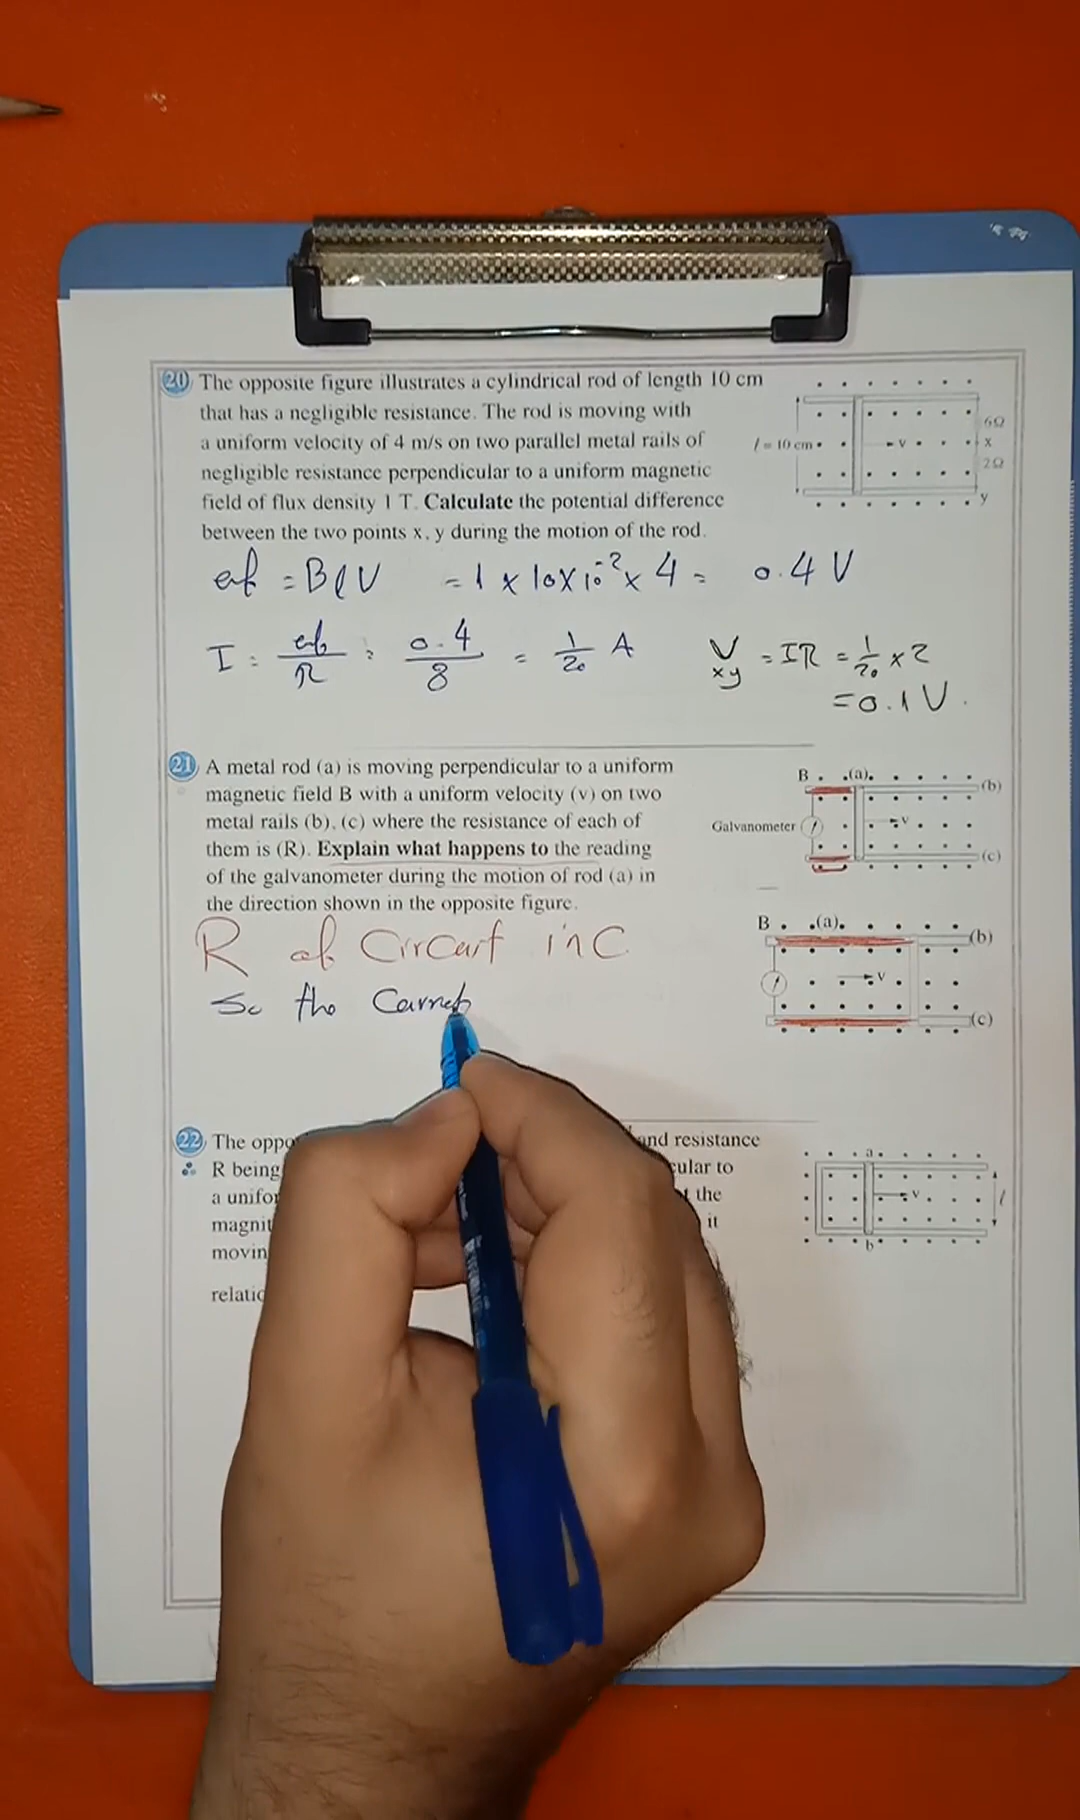 20 The opposite figure illustrates a cylindrical rod of length 10 cm
that has a negligible resistance. The rod is moving with
a uniform velocity of 4 m/s on two parallel metal rails of
negligible resistance perpendicular to a uniform magnetic
field of flux density 1 T. Calculate the potential difference
between the two points x, y during the motion of the rod.
l = 10 cm
v
6Ω
x
2Ω
y
emf = BlV = 1 × 10×10⁻² × 4 = 0.4 V
I = emf/R = 0.4/8 = 1/20 A
Vxy = IR = 1/20 × 2
= 0.1 V.
21 A metal rod (a) is moving perpendicular to a uniform
magnetic field B with a uniform velocity (v) on two
metal rails (b), (c) where the resistance of each of
them is (R). Explain what happens to the reading
of the galvanometer during the motion of rod (a) in
the direction shown in the opposite figure.
B (a)
(b)
Galvanometer
v
(c)
R of Circuit inc
So the
B (a)
(b)
v
(c)
22 The oppo and resistance
R being cular to
a unifor the
magnit it
movin
relatio
a
v
l
b